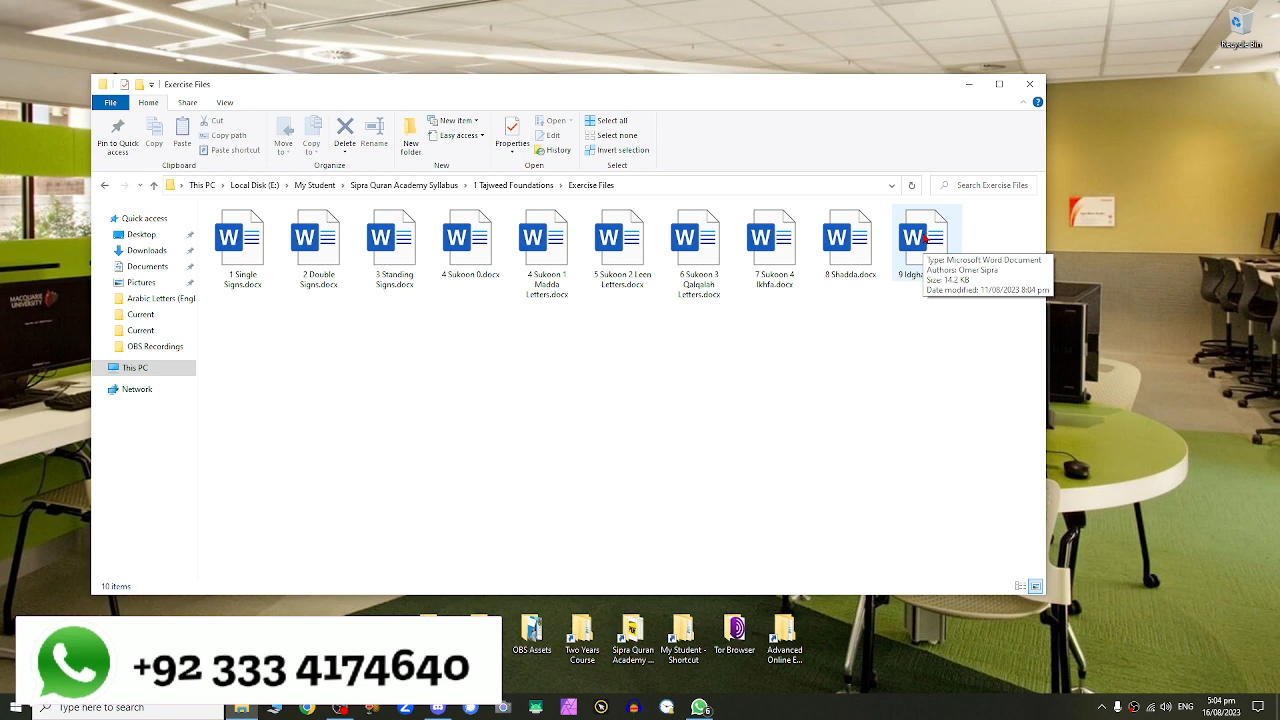 Recycle Bin
Exercise Files
File Home Share View
Pin to Quick access
Copy
Paste
Cut
Copy path
Paste shortcut
Clipboard
Move to
Copy to
Delete
Rename
Organize
New folder
New item
Easy access
New
Properties
Open
Edit
History
Open
Select all
Select none
Invert selection
Select
This PC Local Disk (E:) My Student Sipra Quran Academy Syllabus 1 Tajweed Foundations Exercise Files
Search Exercise Files
Quick access
Desktop
Downloads
Documents
Pictures
Arabic Letters (Engl
Current
Current
OBS Recordings
This PC
Network
1 Single Signs.docx
2 Double Signs.docx
3 Standing Signs.docx
4 Sukoon 0.docx
4 Sukoon 1 Madda Letters.docx
5 Sukoon 2 Leen Letters.docx
6 Sukoon 3 Qalqalah Letters.docx
7 Sukoon 4 Ikhfa.docx
8 Shadda.docx
Type: Microsoft Word Document
Authors: Omer Sipra
Size: 14.2 KB
Date modified: 11/08/2023 8:04 pm
10 items
MACQUARIE
UNIVERSITY
OBS Assets
Two Years Course
Sipra Quran Academy ...
My Student - Shortcut
Tor Browser
Advanced Online E...
+92 333 4174640
Type here to search
5:04 pm
16/08/2023